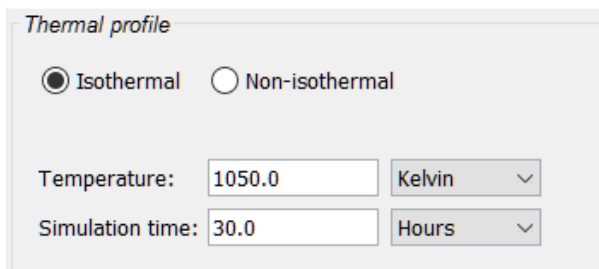 Thermal profile
Isothermal Non-isothermal
Temperature: 1050.0 Kelvin
Simulation time: 30.0 Hours